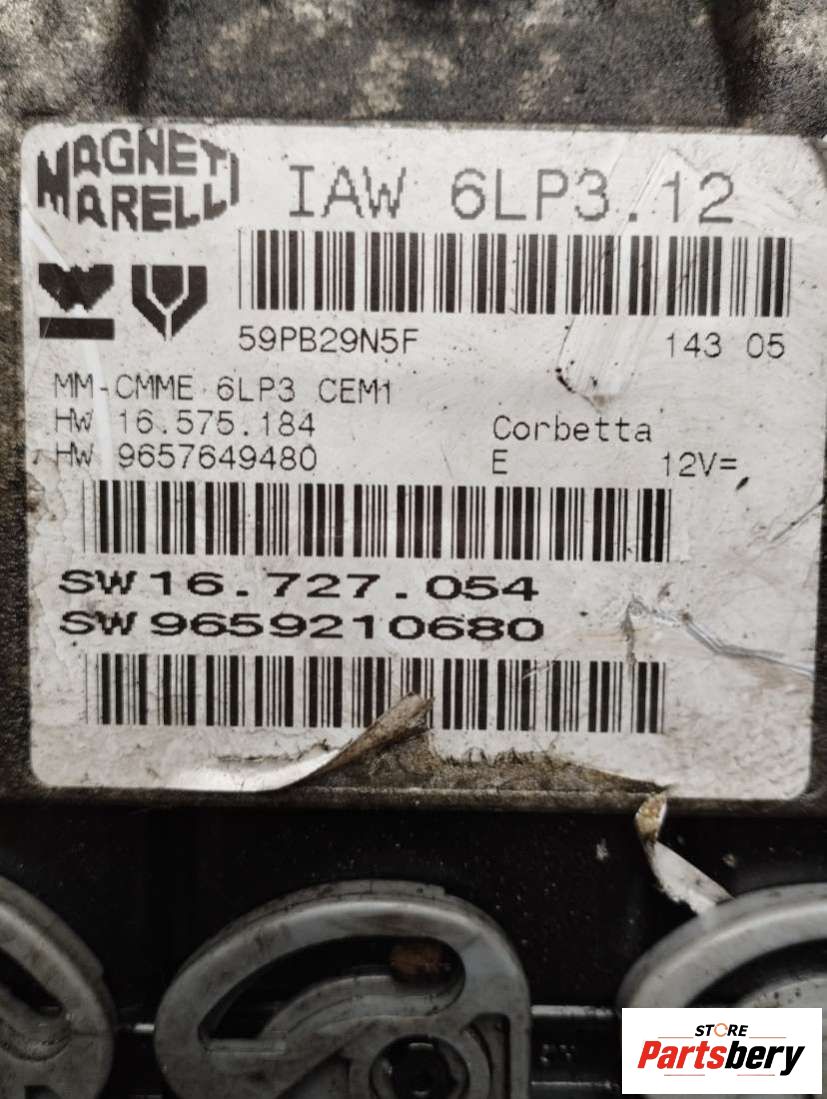 MAGNETI
MARELLI
IAW 6LP3.12
59PB29N5F 143 05
MM-CMME 6LP3 CEM1
HW 16.575.184 Corbetta
HW 9657649480 E 12V=
SW 16.727.054
SW 9659210680
STORE
Partsbery